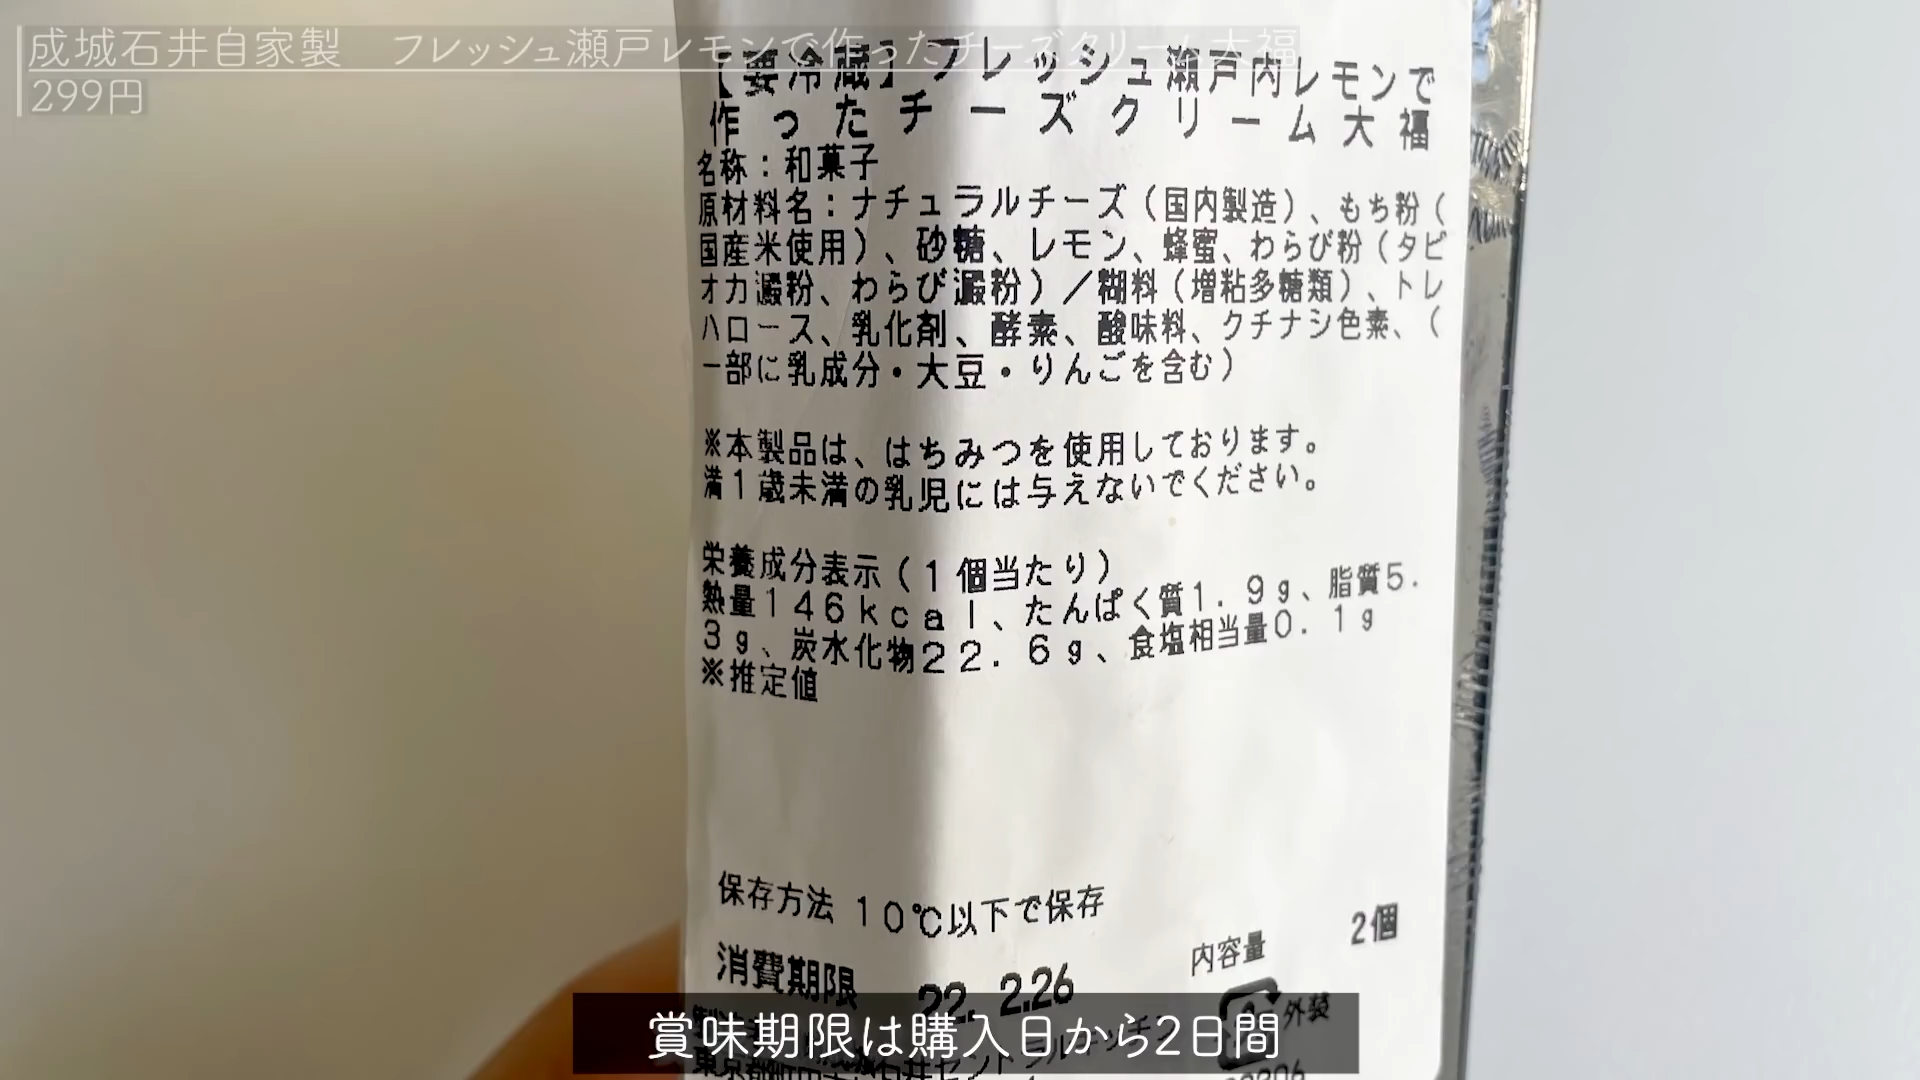 成城石井自家製　フレッシュ瀬戸レモンで作ったチーズクリーム大福
299円
【要冷蔵】フレッシュ瀬戸内レモンで
作ったチーズクリーム大福
名称：和菓子
原材料名：ナチュラルチーズ（国内製造）、もち粉（
国産米使用）、砂糖、レモン、蜂蜜、わらび粉（タピ
オカ澱粉、わらび澱粉）／糊料（増粘多糖類）、トレ
ハロース、乳化剤、酵素、酸味料、クチナシ色素、（
一部に乳成分・大豆・りんごを含む）
※本製品は、はちみつを使用しております。
満１歳未満の乳児には与えないでください。
栄養成分表示（１個当たり）
熱量１４６ｋｃａｌ、たんぱく質１．９ｇ、脂質５．
３ｇ、炭水化物２２．６ｇ、食塩相当量０．１ｇ
※推定値
保存方法 １０℃以下で保存
消費期限 22. 2.26
内容量 2個
外装
賞味期限は購入日から2日間